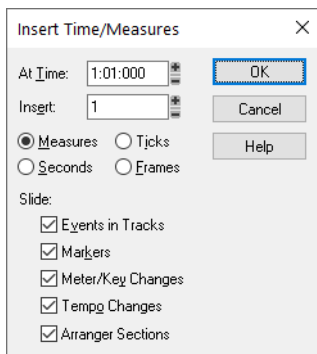 Insert Time/Measures
At Time: 1:01:000 OK
Insert: 1 Cancel
Measures Ticks Help
Seconds Frames
Slide:
Events in Tracks
Markers
Meter/Key Changes
Tempo Changes
Arranger Sections